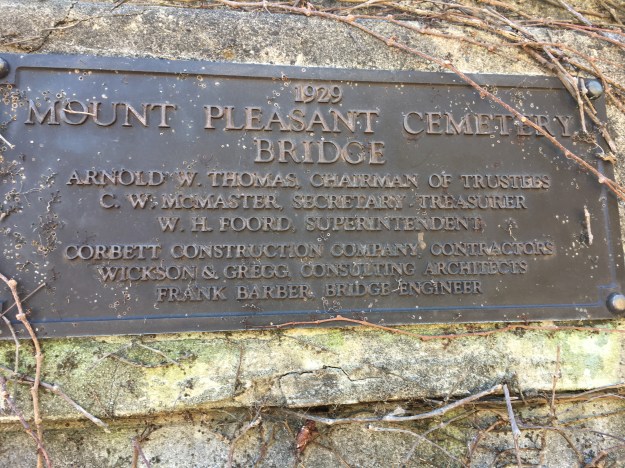 1929
MOUNT PLEASANT CEMETERY
BRIDGE
ARNOLD W. THOMAS, CHAIRMAN OF TRUSTEES
C. W. MCMASTER, SECRETARY-TREASURER
W. H. FOORD, SUPERINTENDENT
CORBETT CONSTRUCTION COMPANY, CONTRACTORS
WICKSON & GREGG, CONSULTING ARCHITECTS
FRANK BARBER, BRIDGE ENGINEER